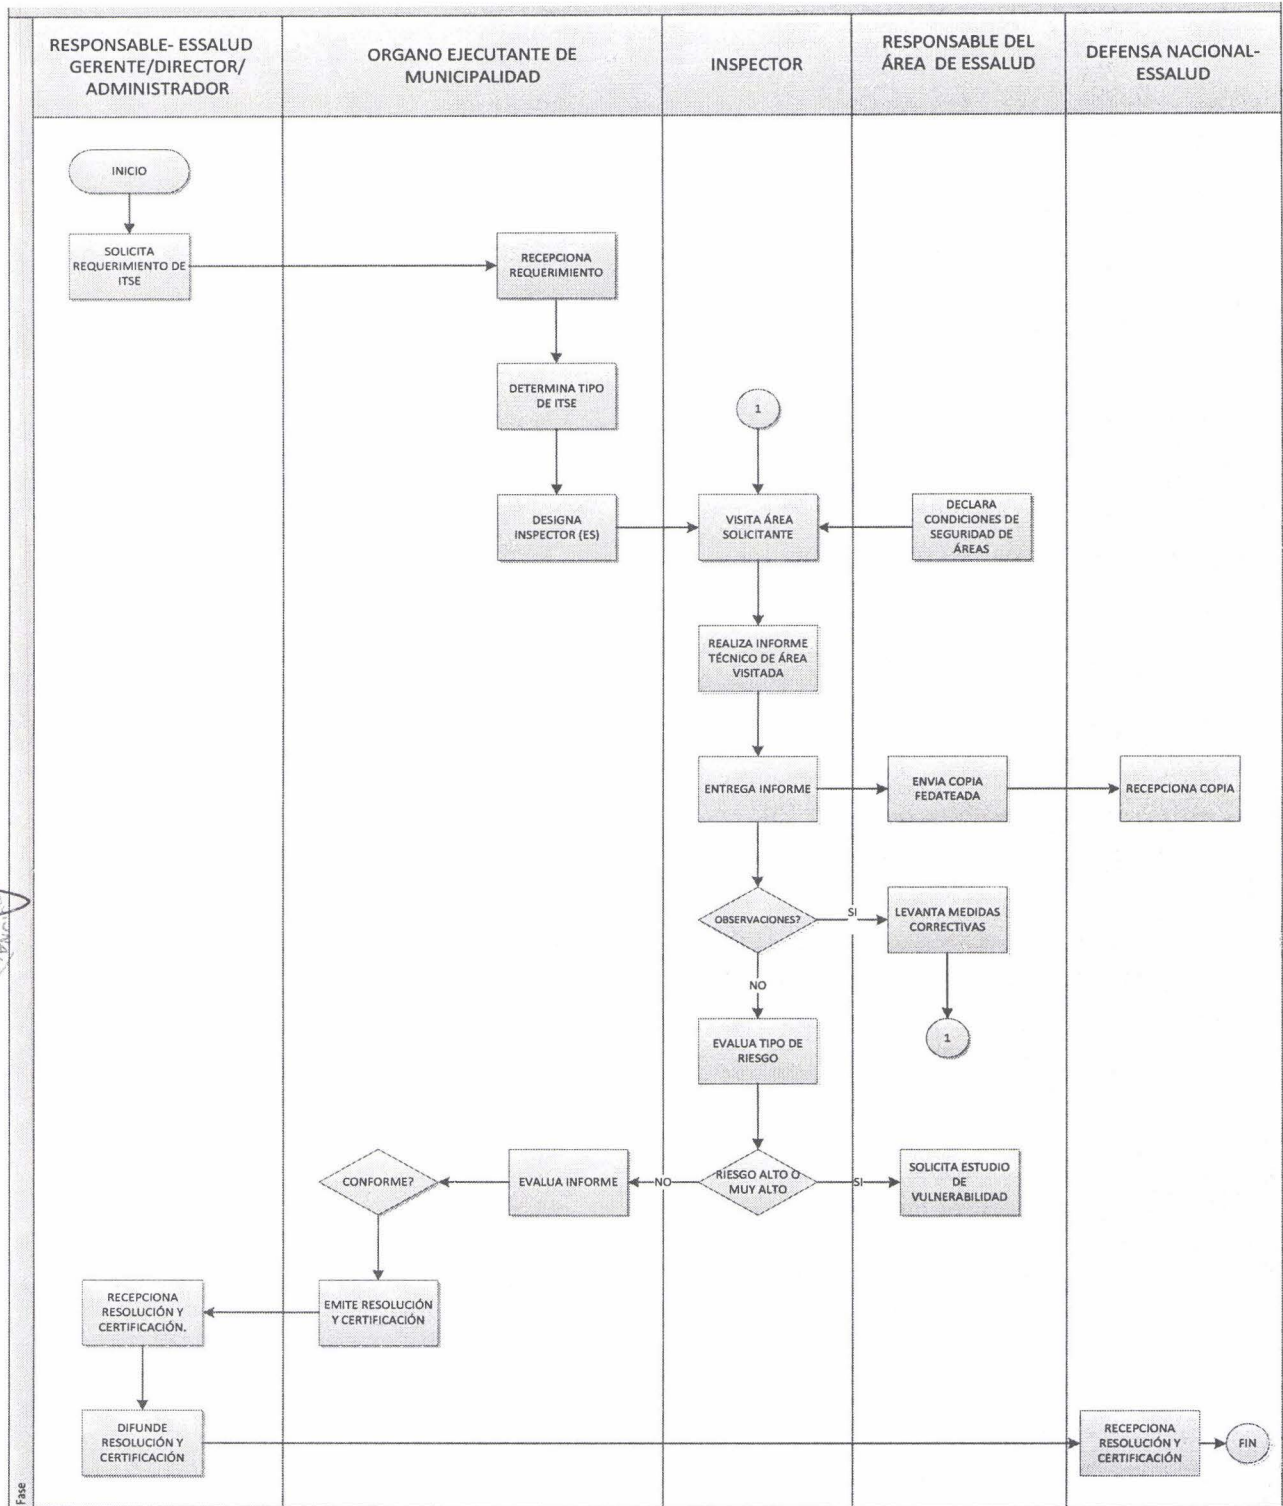 RESPONSABLE- ESSALUD
GERENTE/DIRECTOR/
ADMINISTRADOR
ORGANO EJECUTANTE DE
MUNICIPALIDAD
INSPECTOR
RESPONSABLE DEL
ÁREA DE ESSALUD
DEFENSA NACIONAL-
ESSALUD
INICIO
SOLICITA
REQUERIMIENTO DE
ITSE
RECEPCIONA
REQUERIMIENTO
DETERMINA TIPO
DE ITSE
1
DESIGNA
INSPECTOR (ES)
VISITA ÁREA
SOLICITANTE
DECLARA
CONDICIONES DE
SEGURIDAD DE
ÁREAS
REALIZA INFORME
TÉCNICO DE ÁREA
VISITADA
ENTREGA INFORME
ENVIA COPIA
FEDATEADA
RECEPCIONA COPIA
OBSERVACIONES?
SI
LEVANTA MEDIDAS
CORRECTIVAS
NO
EVALUA TIPO DE
RIESGO
1
CONFORME?
EVALUA INFORME
NO
RIESGO ALTO O
MUY ALTO
SI
SOLICITA ESTUDIO
DE
VULNERABILIDAD
RECEPCIONA
RESOLUCIÓN Y
CERTIFICACIÓN.
EMITE RESOLUCIÓN
Y CERTIFICACIÓN
DIFUNDE
RESOLUCIÓN Y
CERTIFICACIÓN
RECEPCIONA
RESOLUCIÓN Y
CERTIFICACIÓN
FIN
Fase